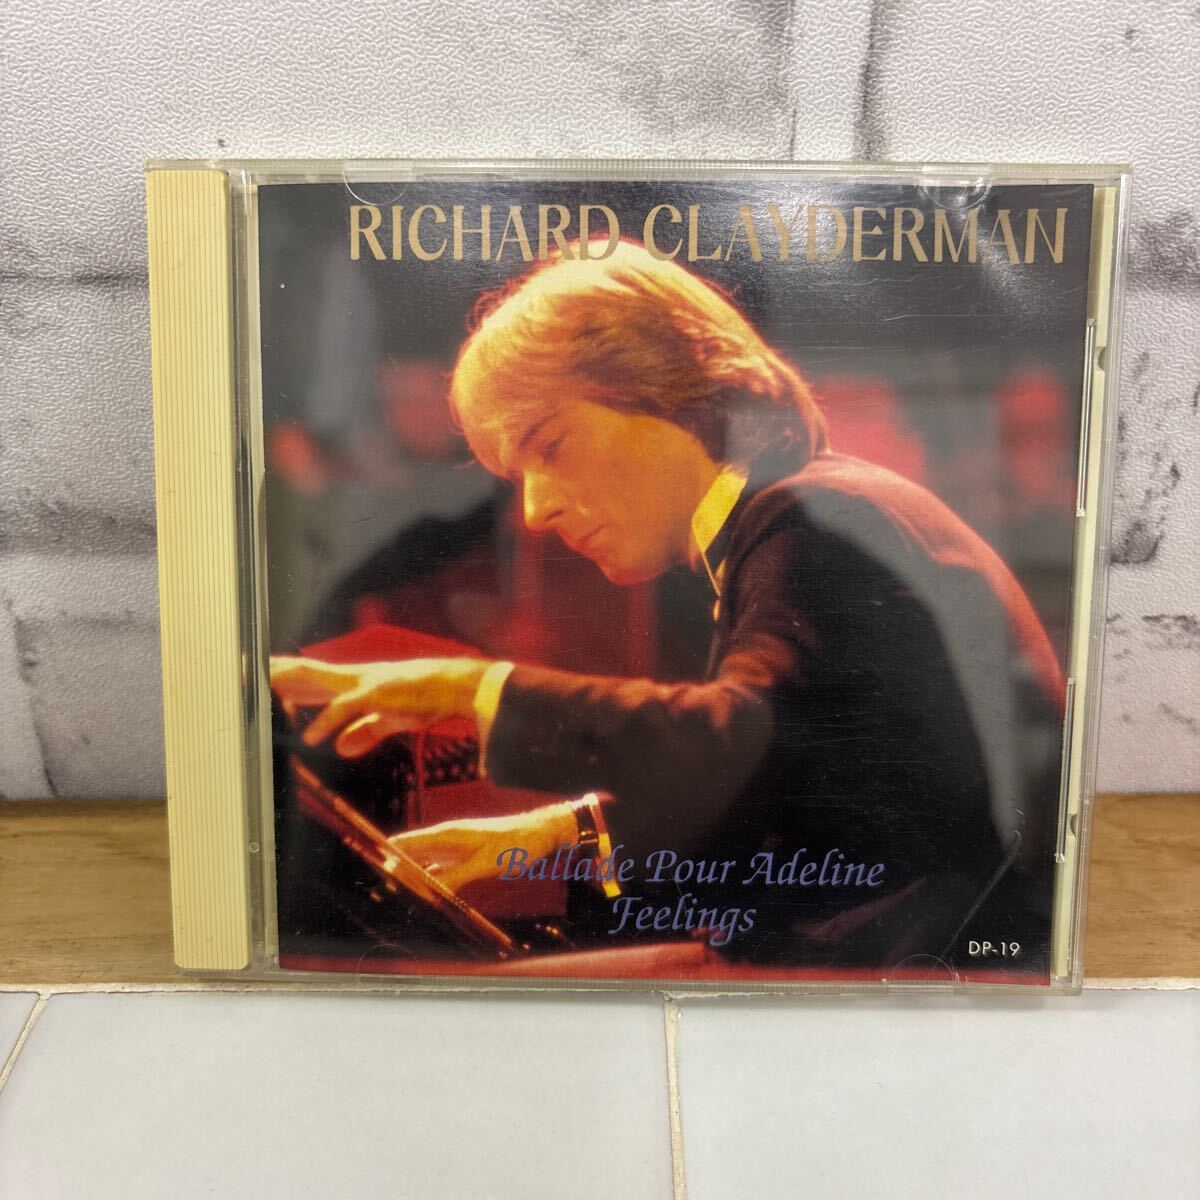 RICHARD CLAYDERMAN
Ballade Pour Adeline
Feelings
DP-19